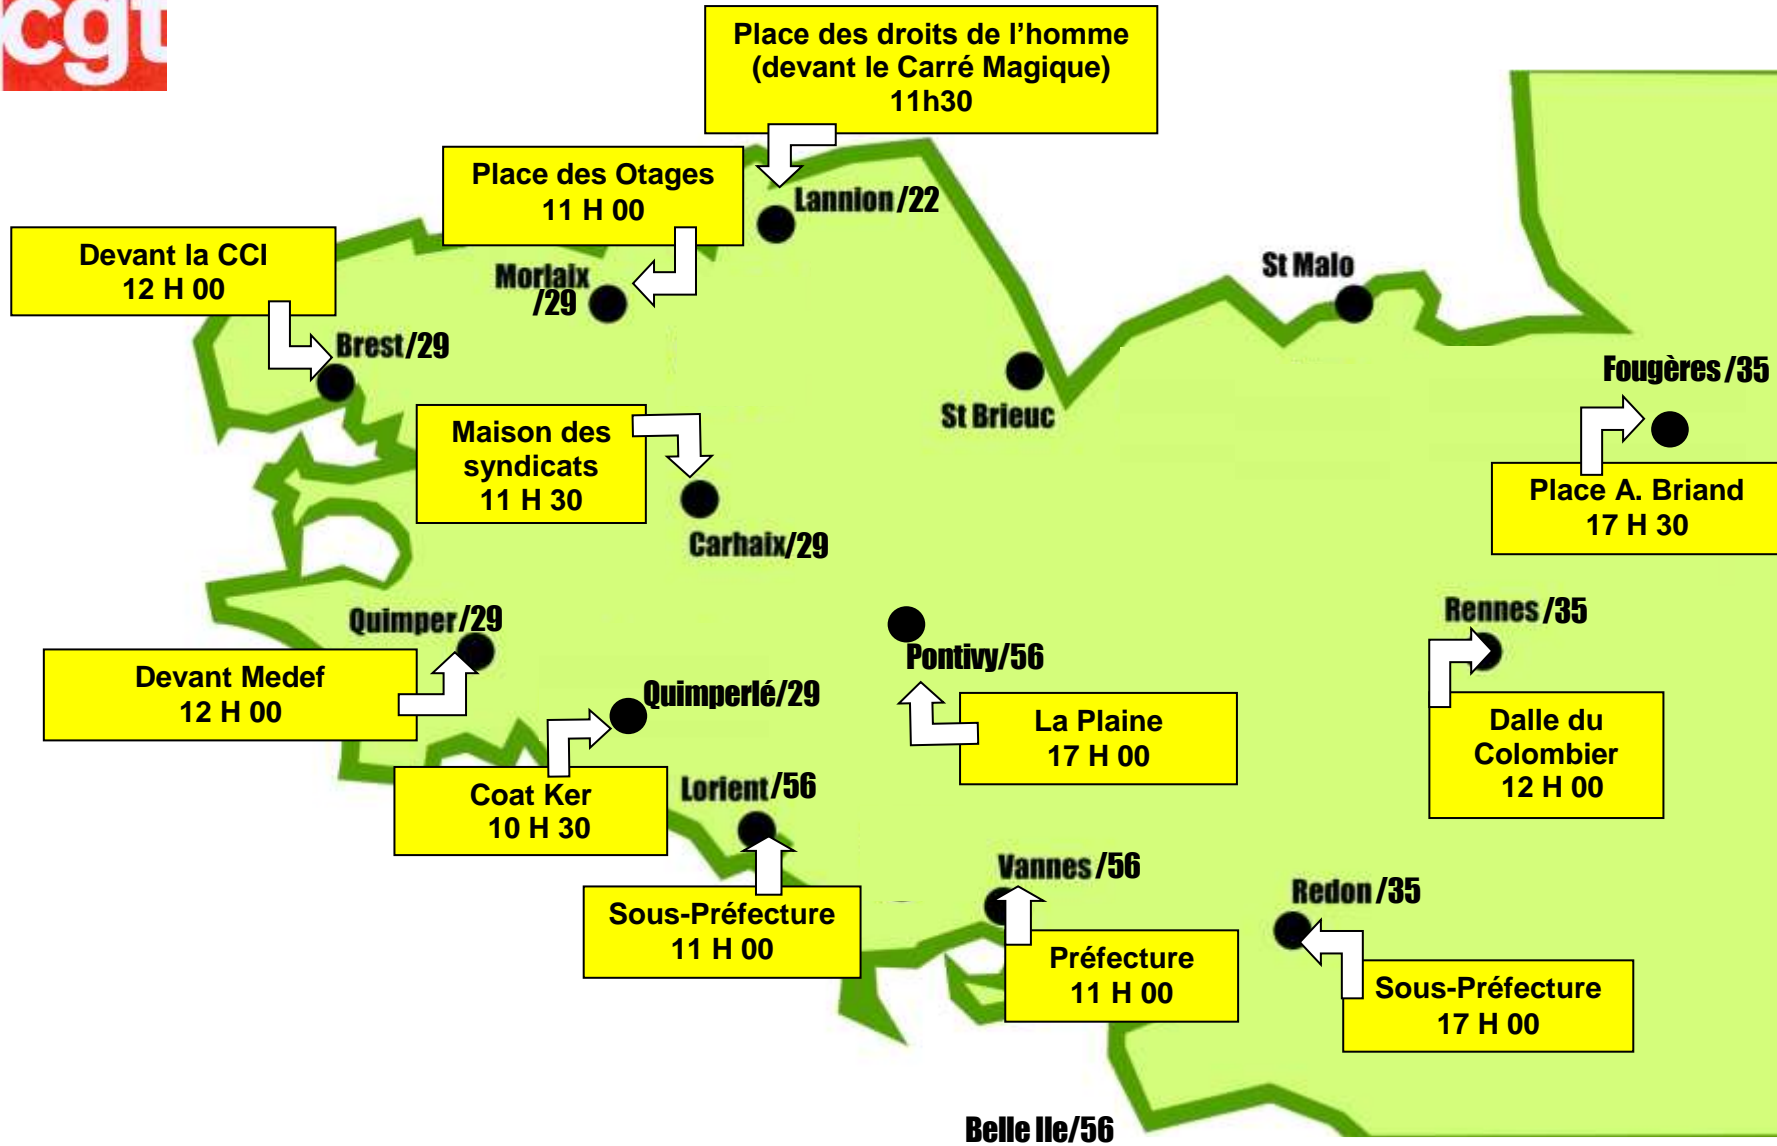 cgt
Place des droits de l’homme
(devant le Carré Magique)
11h30
Place des Otages
11 H 00
Lannion /22
Devant la CCI
12 H 00
Morlaix
/29
St Malo
Brest/29
Fougères /35
St Brieuc
Maison des
syndicats
11 H 30
Place A. Briand
17 H 30
Carhaix/29
Quimper /29
Rennes /35
Devant Medef
12 H 00
Pontivy/56
Quimperlé/29
La Plaine
17 H 00
Dalle du
Colombier
12 H 00
Coat Ker
10 H 30
Lorient /56
Vannes /56
Redon /35
Sous-Préfecture
11 H 00
Préfecture
11 H 00
Sous-Préfecture
17 H 00
Belle Ile/56